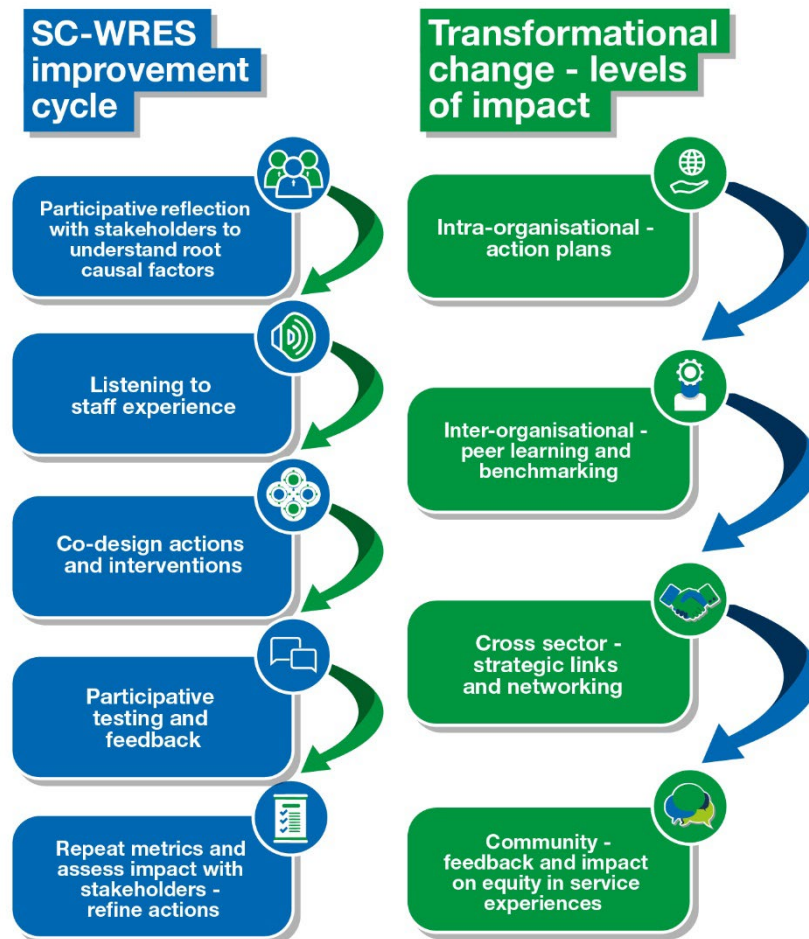 SC-WRES
improvement
cycle
Participative reflection
with stakeholders to
understand root
causal factors
Listening to
staff experience
Co-design actions
and interventions
Participative
testing and
feedback
Repeat metrics and
assess impact with
stakeholders -
refine actions
Transformational
change - levels
of impact
Intra-organisational -
action plans
Inter-organisational -
peer learning and
benchmarking
Cross sector -
strategic links
and networking
Community -
feedback and impact
on equity in service
experiences